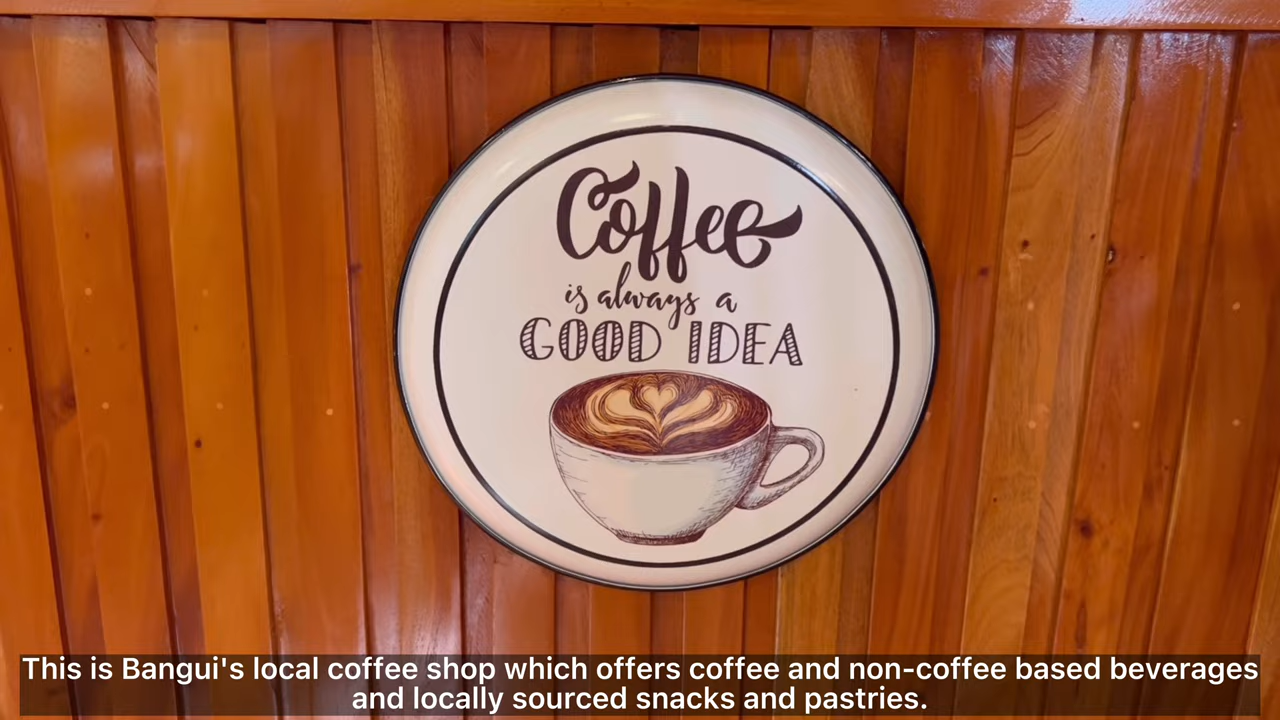 Coffee
is always a
GOOD IDEA
This is Bangui's local coffee shop which offers coffee and non-coffee based beverages
and locally sourced snacks and pastries.